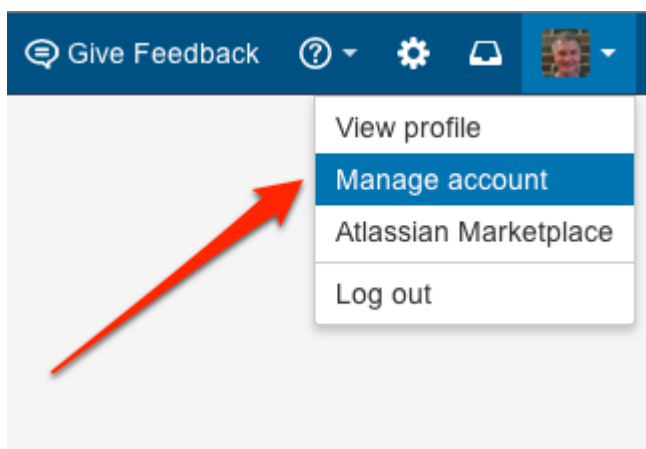 Give Feedback
View profile
Manage account
Atlassian Marketplace
Log out